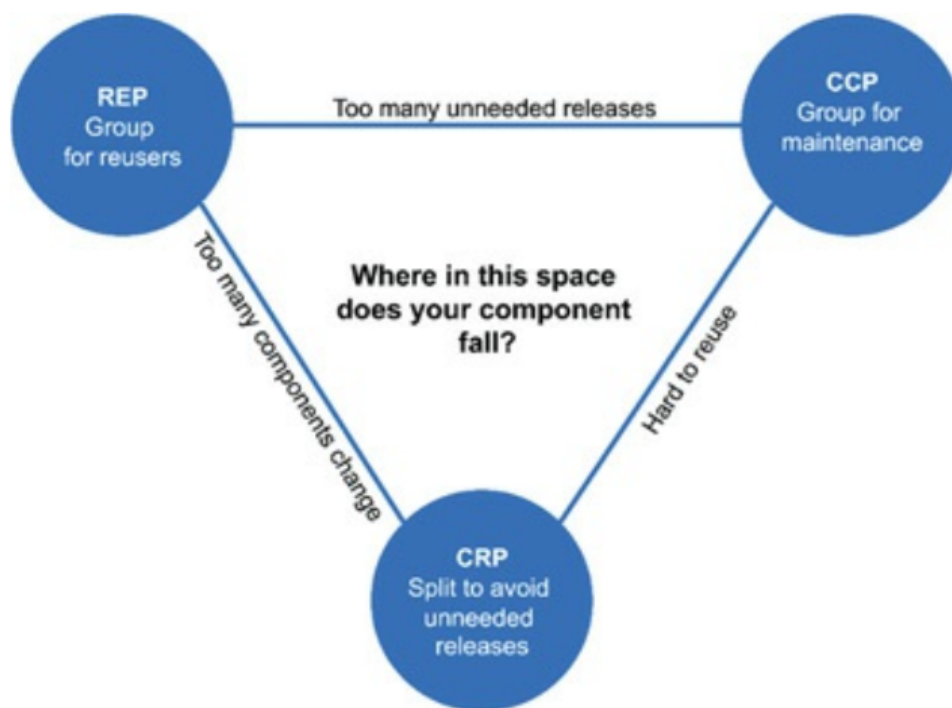 REP
Group
for reusers
Too many unneeded releases
CCP
Group for
maintenance
Too many components change
Where in this space
does your component
fall?
Hard to reuse
CRP
Split to avoid
unneeded
releases